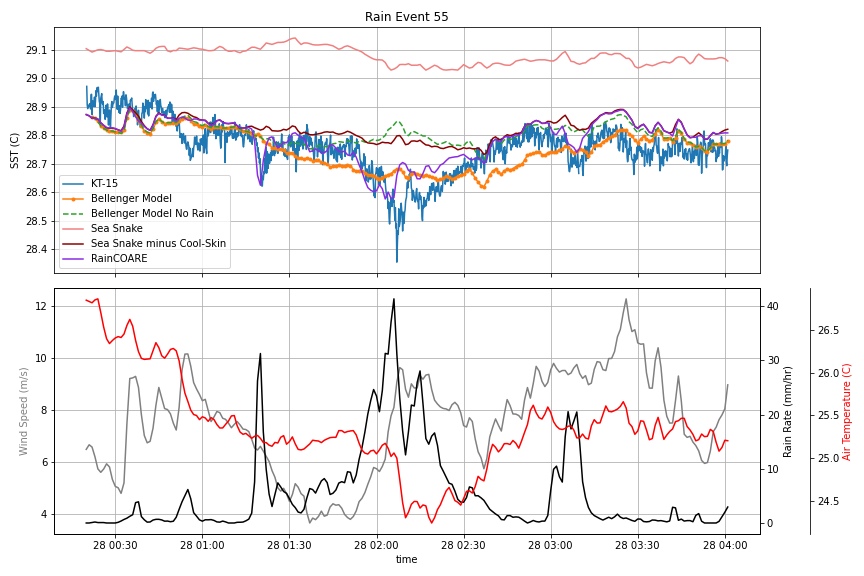 Rain Event 55
SST (C)
29.1
29.0
28.9
28.8
28.7
28.6
28.5
28.4
KT-15
Bellenger Model
Bellenger Model No Rain
Sea Snake
Sea Snake minus Cool-Skin
RainCOARE
Wind Speed (m/s)
12
10
8
6
4
40
30
20
10
0
Rain Rate (mm/hr)
26.5
26.0
25.5
25.0
24.5
Air Temperature (C)
28 00:30 28 01:00 28 01:30 28 02:00 28 02:30 28 03:00 28 03:30 28 04:00
time